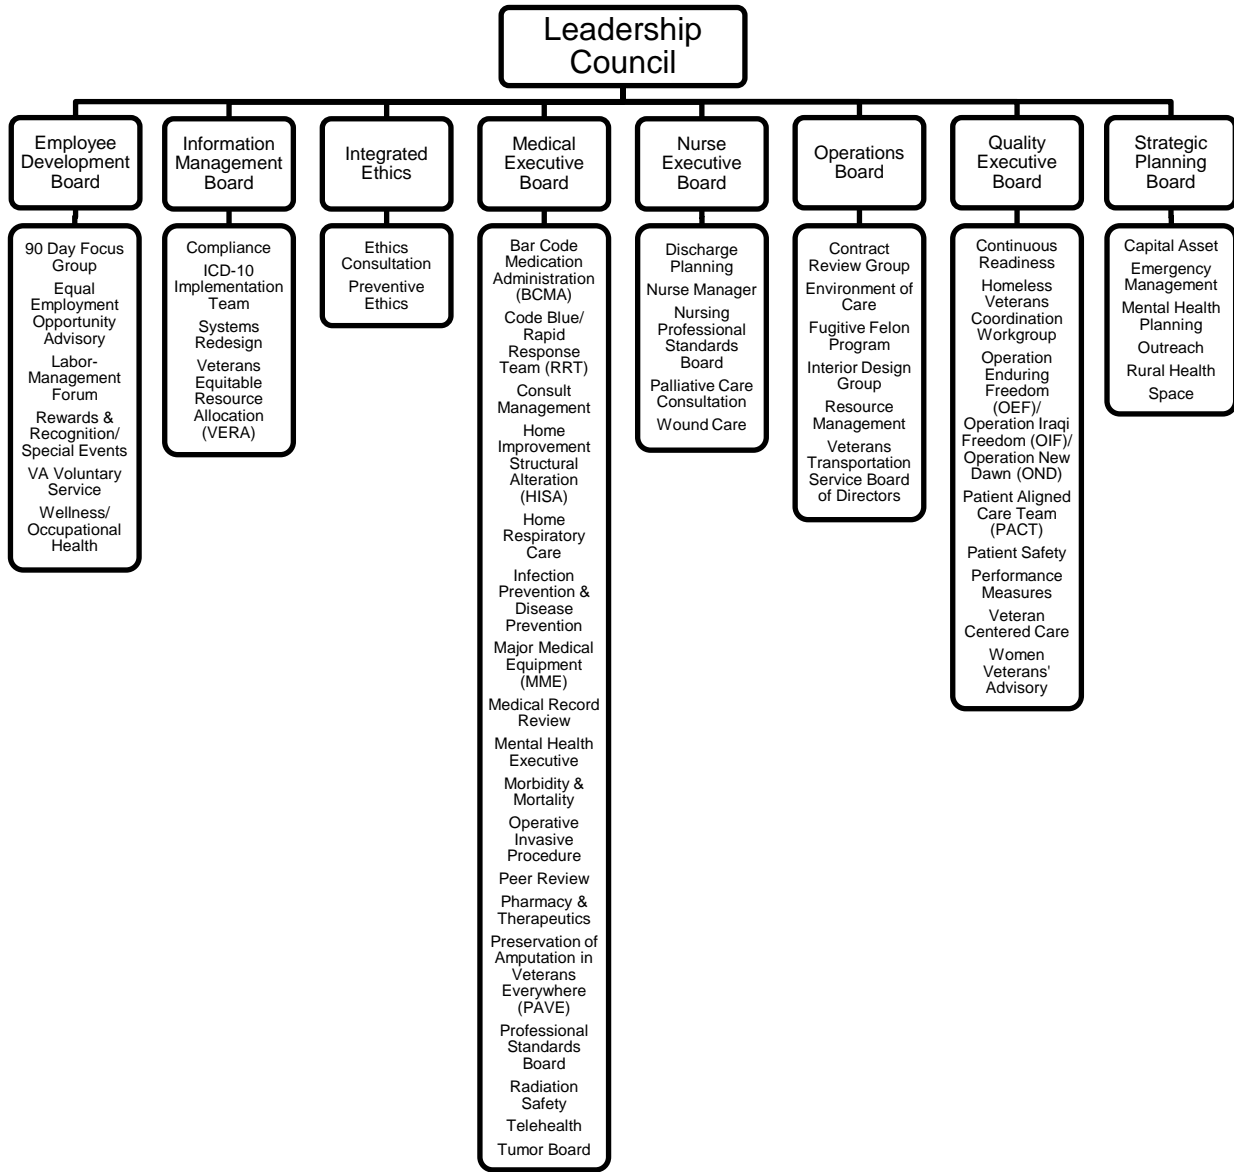 Leadership
Council
Employee
Development
Board
Information
Management
Board
Integrated
Ethics
Medical
Executive
Board
Nurse
Executive
Board
Operations
Board
Quality
Executive
Board
Strategic
Planning
Board
90 Day Focus
Group
Equal
Employment
Opportunity
Advisory
Labor-
Management
Forum
Rewards &
Recognition/
Special Events
VA Voluntary
Service
Wellness/
Occupational
Health
Compliance
ICD-10
Implementation
Team
Systems
Redesign
Veterans
Equitable
Resource
Allocation
(VERA)
Ethics
Consultation
Preventive
Ethics
Bar Code
Medication
Administration
(BCMA)
Code Blue/
Rapid
Response
Team (RRT)
Consult
Management
Home
Improvement
Structural
Alteration
(HISA)
Home
Respiratory
Care
Infection
Prevention &
Disease
Prevention
Major Medical
Equipment
(MME)
Medical Record
Review
Mental Health
Executive
Morbidity &
Mortality
Operative
Invasive
Procedure
Peer Review
Pharmacy &
Therapeutics
Preservation of
Amputation in
Veterans
Everywhere
(PAVE)
Professional
Standards
Board
Radiation
Safety
Telehealth
Tumor Board
Discharge
Planning
Nurse Manager
Nursing
Professional
Standards
Board
Palliative Care
Consultation
Wound Care
Contract
Review Group
Environment of
Care
Fugitive Felon
Program
Interior Design
Group
Resource
Management
Veterans
Transportation
Service Board
of Directors
Continuous
Readiness
Homeless
Veterans
Coordination
Workgroup
Operation
Enduring
Freedom
(OEF)/
Operation Iraqi
Freedom (OIF)/
Operation New
Dawn (OND)
Patient Aligned
Care Team
(PACT)
Patient Safety
Performance
Measures
Veteran
Centered Care
Women
Veterans'
Advisory
Capital Asset
Emergency
Management
Mental Health
Planning
Outreach
Rural Health
Space